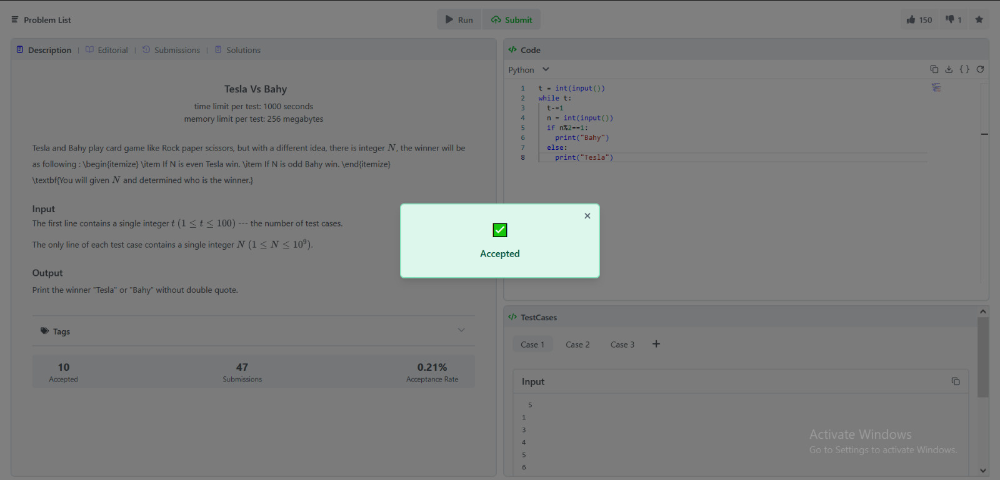 Problem List
Run
Submit
150
1
Description | Editorial | Submissions | Solutions
Tesla Vs Bahy
time limit per test: 1000 seconds
memory limit per test: 256 megabytes
Tesla and Bahy play card game like Rock paper scissors, but with a different idea, there is integer N, the winner will be
as following : \begin{itemize} \item If N is even Tesla win. \item If N is odd Bahy win. \end{itemize}
\textbf{You will given N and determined who is the winner.}
Input
The first line contains a single integer t (1 ≤ t ≤ 100) --- the number of test cases.
The only line of each test case contains a single integer N (1 ≤ N ≤ 10⁹).
Output
Print the winner "Tesla" or "Bahy" without double quote.
Tags
10
Accepted
47
Submissions
0.21%
Acceptance Rate
</> Code
Python
{ }
1 t = int(input())
2 while t:
3 t-=1
4 n = int(input())
5 if n%2==1:
6 print("Bahy")
7 else:
8 print("Tesla")
Accepted
</> TestCases
Case 1
Case 2
Case 3
+
Input
5
1
3
4
5
6
Activate Windows
Go to Settings to activate Windows.